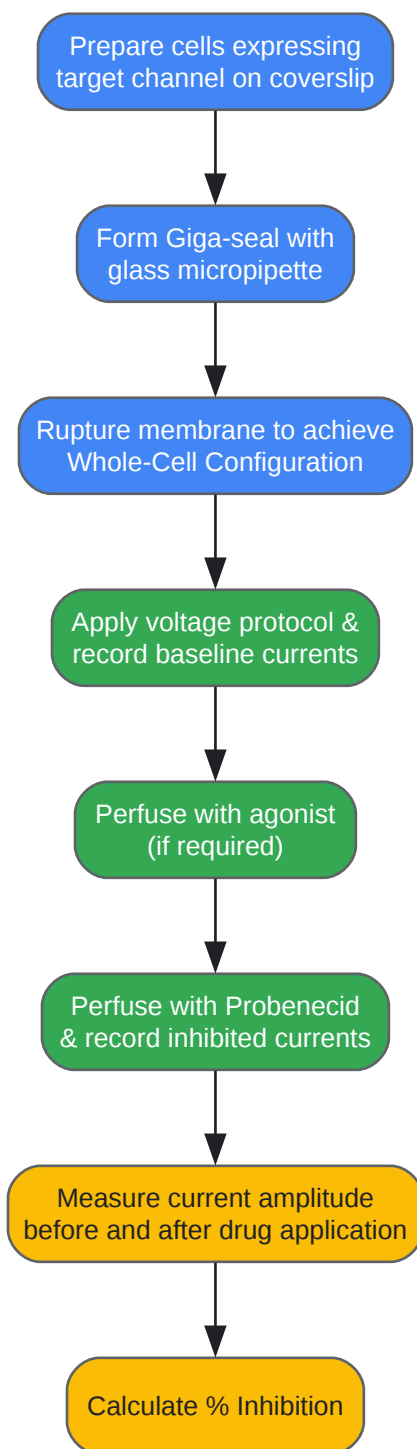 Prepare cells expressing
target channel on coverslip
Form Giga-seal with
glass micropipette
Rupture membrane to achieve
Whole-Cell Configuration
Apply voltage protocol &
record baseline currents
Perfuse with agonist
(if required)
Perfuse with Probenecid
& record inhibited currents
Measure current amplitude
before and after drug application
Calculate % Inhibition